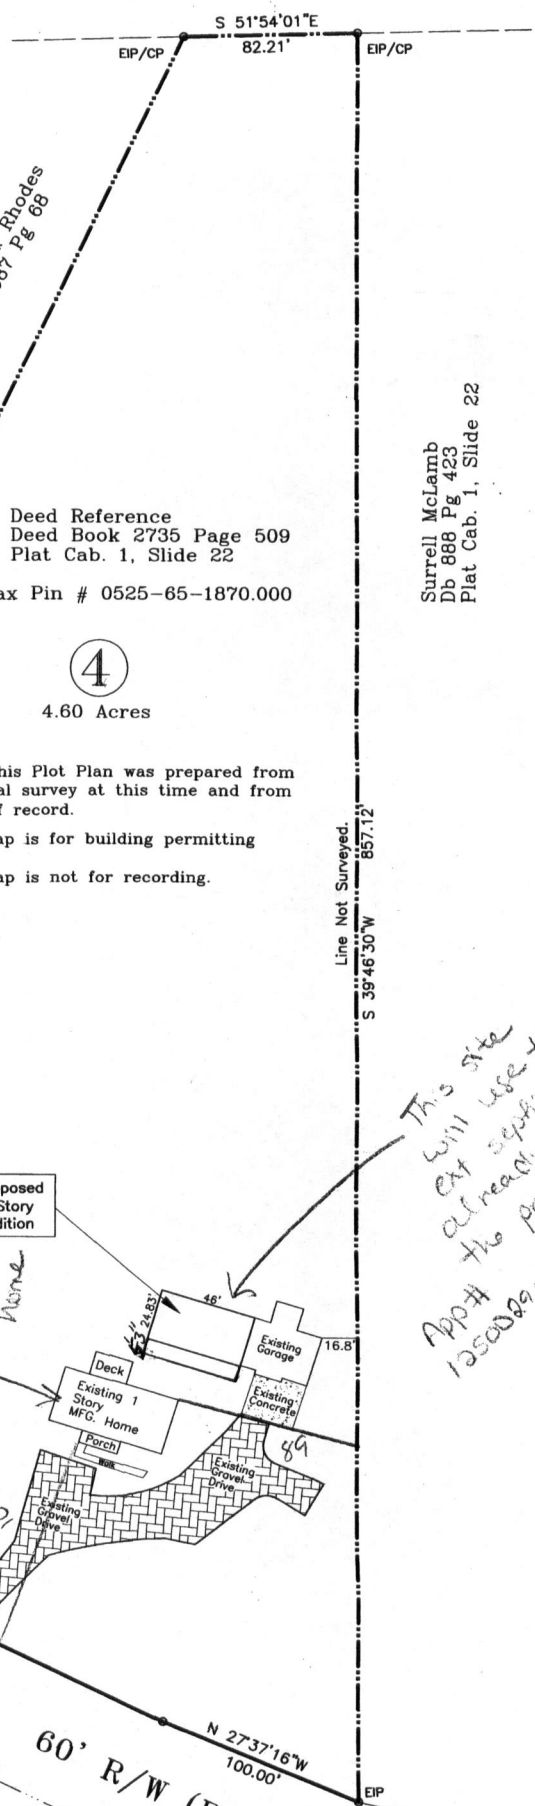 S 51°54'01"E
82.21'
EIP/CP
EIP/CP
Rhodes
Pg 68
Surrell McLamb
Db 888 Pg 423
Plat Cab. 1, Slide 22
Deed Reference
Deed Book 2735 Page 509
Plat Cab. 1, Slide 22
ax Pin # 0525-65-1870.000
4
4.60 Acres
his Plot Plan was prepared from
al survey at this time and from
f record.
ap is for building permitting
ap is not for recording.
Line Not Surveyed.
857.12'
S 39°46'30"W
This site
will use
ext
already
the
App#
posed
Story
dition
home
46'
24.83'
Existing
Garage
16.8'
Deck
Existing 1
Story
MFG. Home
Existing
Concrete
Porch
Walk
89
Existing
Gravel
Drive
Existing
Gravel
Drive
N 27°37'16"W
100.00'
60' R/W
EIP